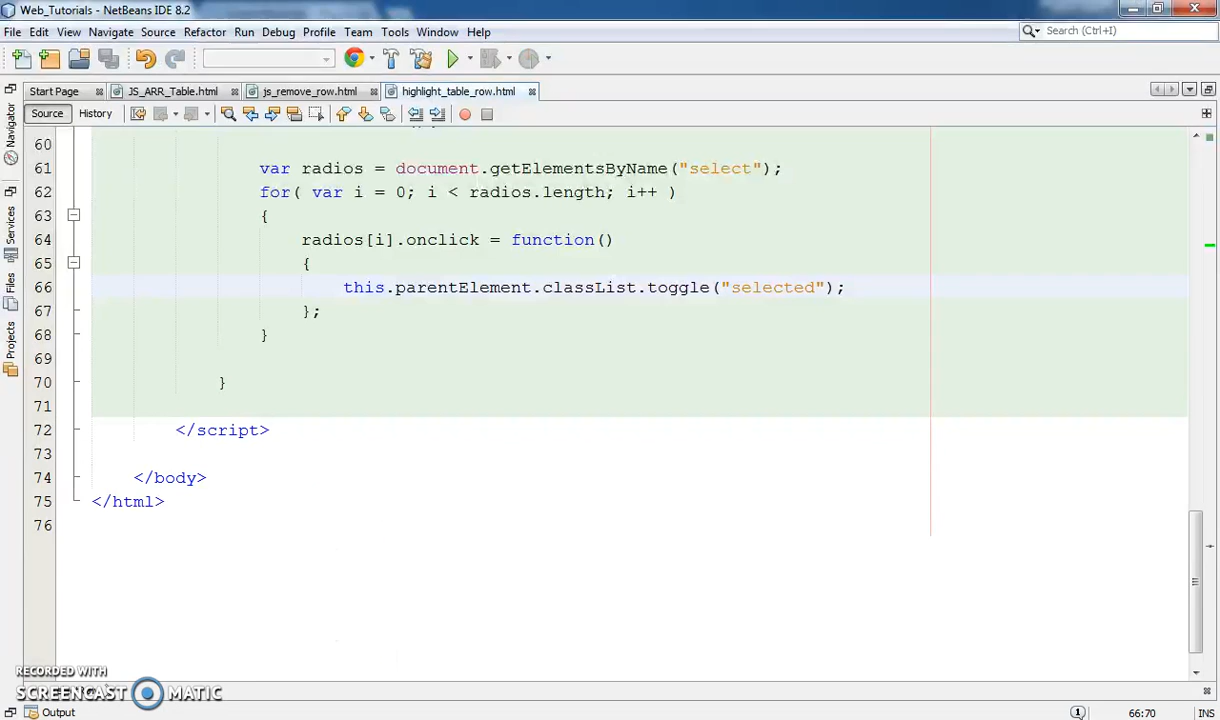 Web_Tutorials - NetBeans IDE 8.2
File Edit View Navigate Source Refactor Run Debug Profile Team Tools Window Help
Search (Ctrl+I)
Start Page JS_ARR_Table.html js_remove_row.html highlight_table_row.html
Source History
Navigator
Services
Files
Projects
60
61 var radios = document.getElementsByName("select");
62 for( var i = 0; i < radios.length; i++ )
63 {
64 radios[i].onclick = function()
65 {
66 this.parentElement.classList.toggle("selected");
67 };
68 }
69
70 }
71
72 </script>
73
74 </body>
75 </html>
76
RECORDED WITH
SCREENCAST MATIC
Output
1 66:70 INS